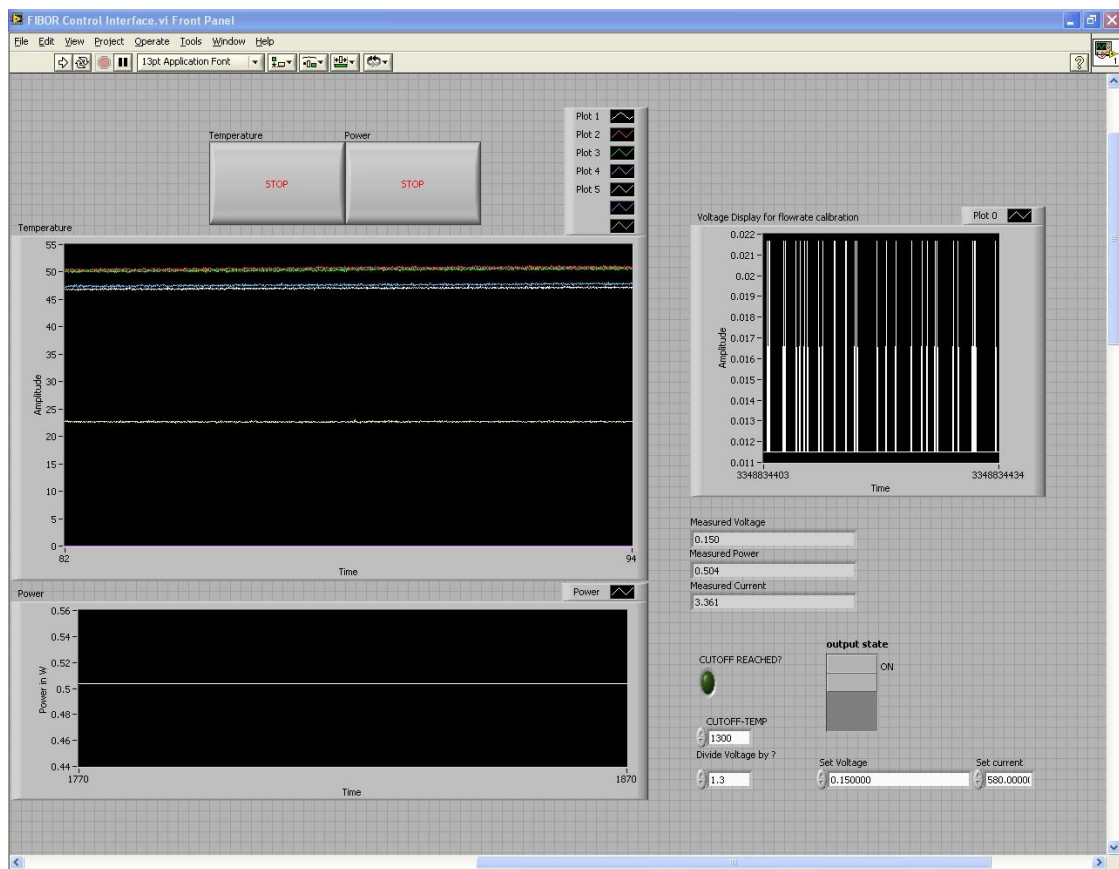 FIBOR Control Interface.vi Front Panel
File Edit View Project Operate Tools Window Help
13pt Application Font
1
Temperature
STOP
Power
STOP
Plot 1
Plot 2
Plot 3
Plot 4
Plot 5
Temperature
Amplitude
55
50
45
40
35
30
25
20
15
10
5
0
82
94
Time
Power
Power
Power in W
0.56
0.54
0.52
0.5
0.48
0.46
0.44
1770
1870
Time
Voltage Display for flowrate calibration
Plot 0
Amplitude
0.022
0.021
0.02
0.019
0.018
0.017
0.016
0.015
0.014
0.013
0.012
0.011
3348834403
3348834434
Time
Measured Voltage
0.150
Measured Power
0.504
Measured Current
3.361
CUTOFF REACHED?
output state
ON
CUTOFF-TEMP
1300
Divide Voltage by ?
1.3
Set Voltage
0.150000
Set current
580.0000